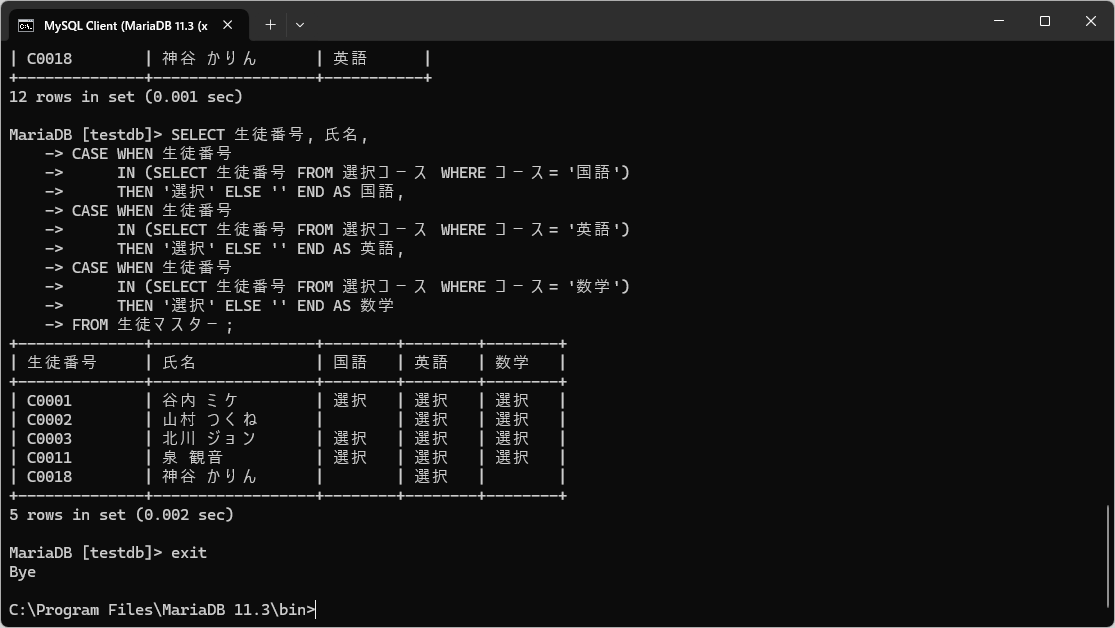 MySQL Client (MariaDB 11.3 (x
| C0018        | 神谷 かりん      | 英語      |
+--------------+------------------+-----------+
12 rows in set (0.001 sec)
MariaDB [testdb]> SELECT 生徒番号, 氏名,
    -> CASE WHEN 生徒番号
    ->      IN (SELECT 生徒番号 FROM 選択コース WHERE コース='国語')
    ->      THEN '選択' ELSE '' END AS 国語,
    -> CASE WHEN 生徒番号
    ->      IN (SELECT 生徒番号 FROM 選択コース WHERE コース='英語')
    ->      THEN '選択' ELSE '' END AS 英語,
    -> CASE WHEN 生徒番号
    ->      IN (SELECT 生徒番号 FROM 選択コース WHERE コース='数学')
    ->      THEN '選択' ELSE '' END AS 数学
    -> FROM 生徒マスター;
+--------------+------------------+--------+--------+--------+
| 生徒番号     | 氏名             | 国語   | 英語   | 数学   |
+--------------+------------------+--------+--------+--------+
| C0001        | 谷内 ミケ        | 選択   | 選択   | 選択   |
| C0002        | 山村 つくね      |        | 選択   | 選択   |
| C0003        | 北川 ジョン      | 選択   | 選択   | 選択   |
| C0011        | 泉 観音          | 選択   | 選択   | 選択   |
| C0018        | 神谷 かりん      |        | 選択   |        |
+--------------+------------------+--------+--------+--------+
5 rows in set (0.002 sec)
MariaDB [testdb]> exit
Bye
C:\Program Files\MariaDB 11.3\bin>